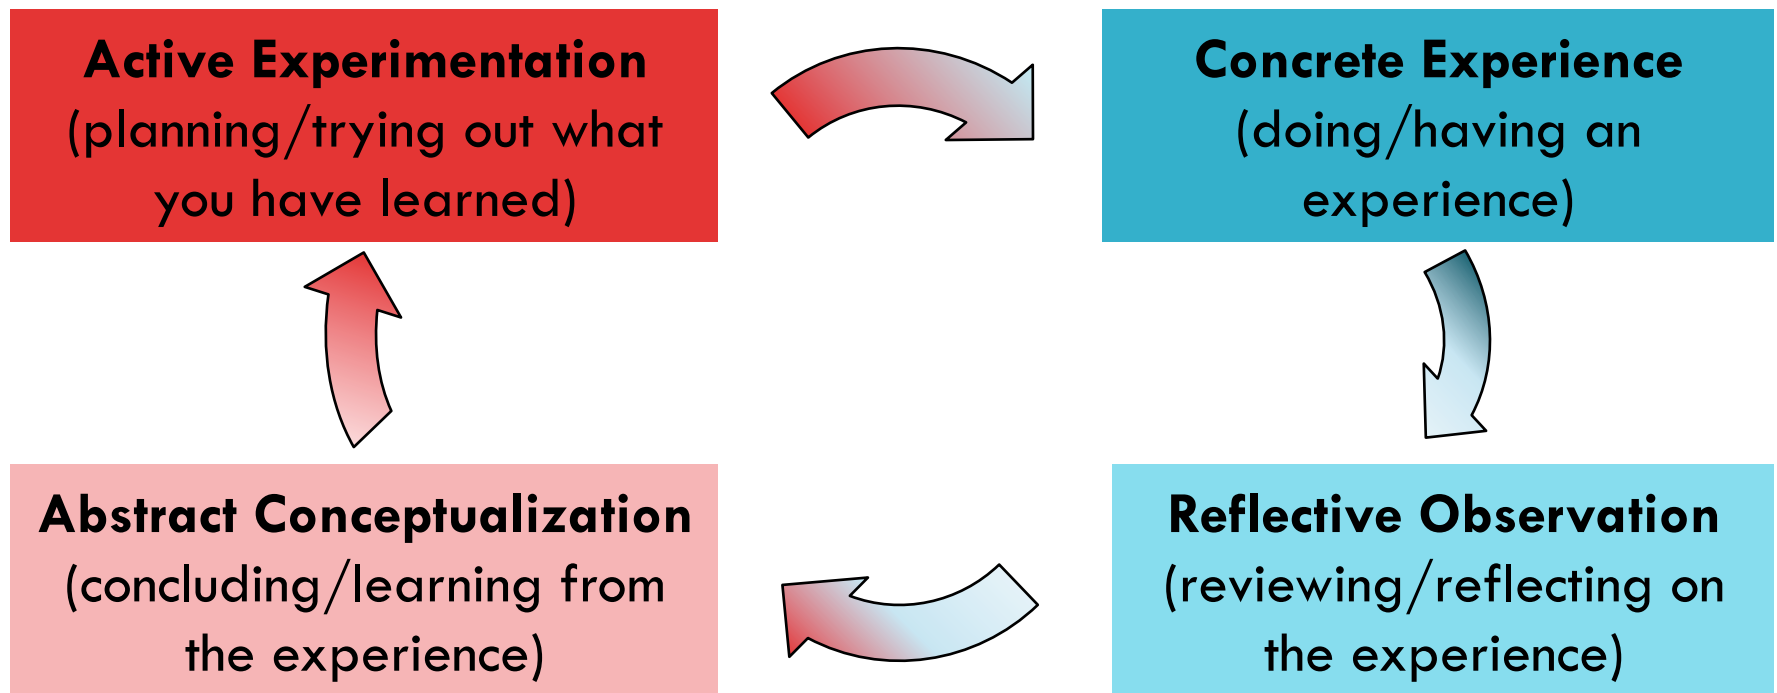 Active Experimentation
(planning/trying out what
you have learned)
Concrete Experience
(doing/having an
experience)
Abstract Conceptualization
(concluding/learning from
the experience)
Reflective Observation
(reviewing/reflecting on
the experience)